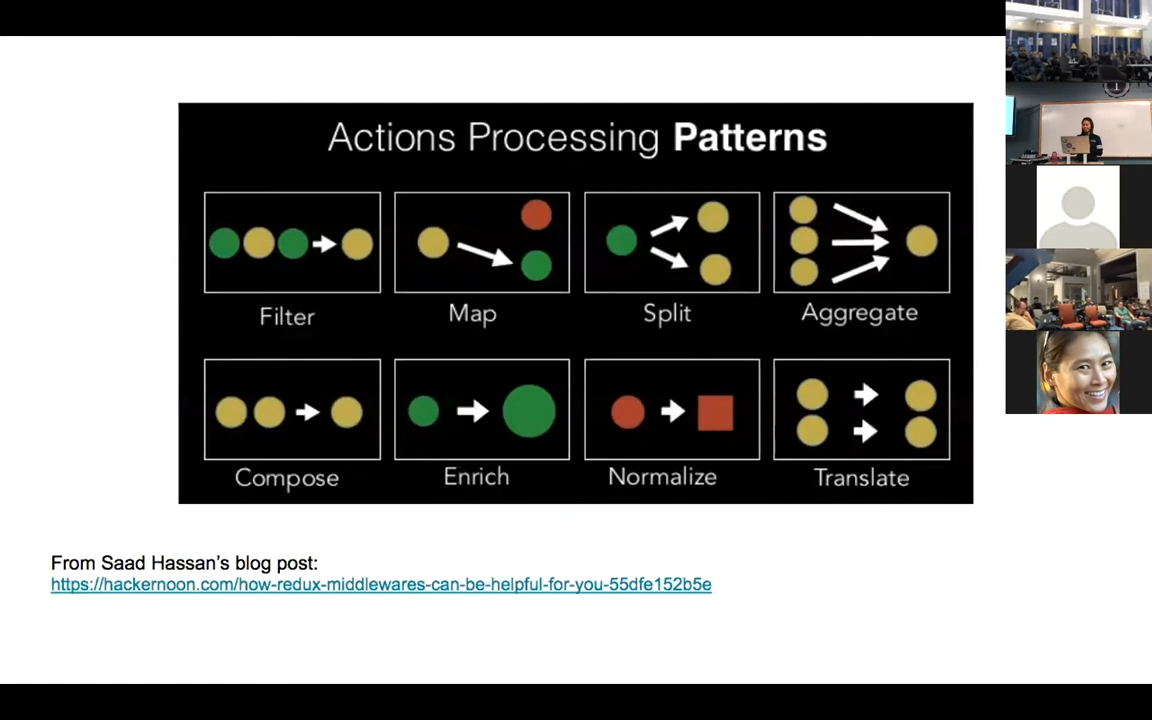 Actions Processing Patterns
Filter
Map
Split
Aggregate
Compose
Enrich
Normalize
Translate
From Saad Hassan's blog post:
https://hackernoon.com/how-redux-middlewares-can-be-helpful-for-you-55dfe152b5e